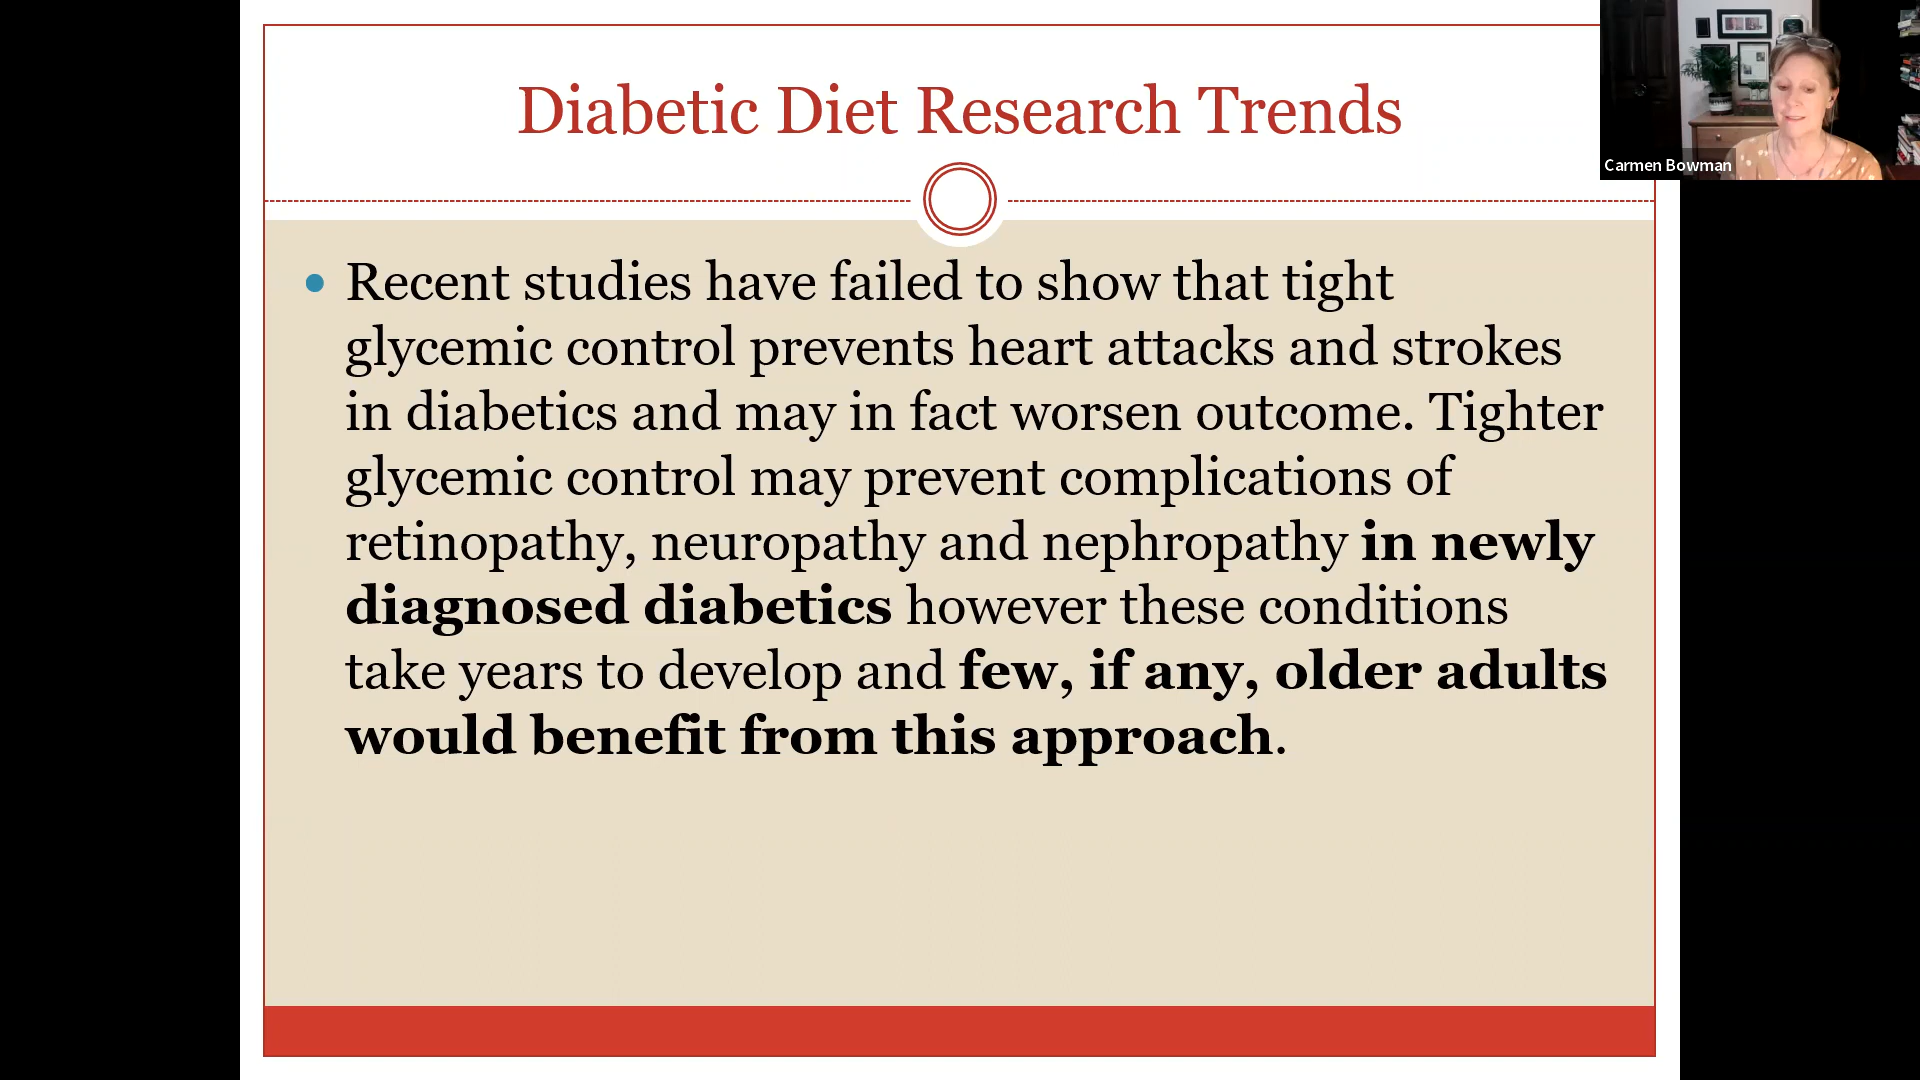 Diabetic Diet Research Trends
Carmen Bowman
• Recent studies have failed to show that tight
glycemic control prevents heart attacks and strokes
in diabetics and may in fact worsen outcome. Tighter
glycemic control may prevent complications of
retinopathy, neuropathy and nephropathy in newly
diagnosed diabetics however these conditions
take years to develop and few, if any, older adults
would benefit from this approach.